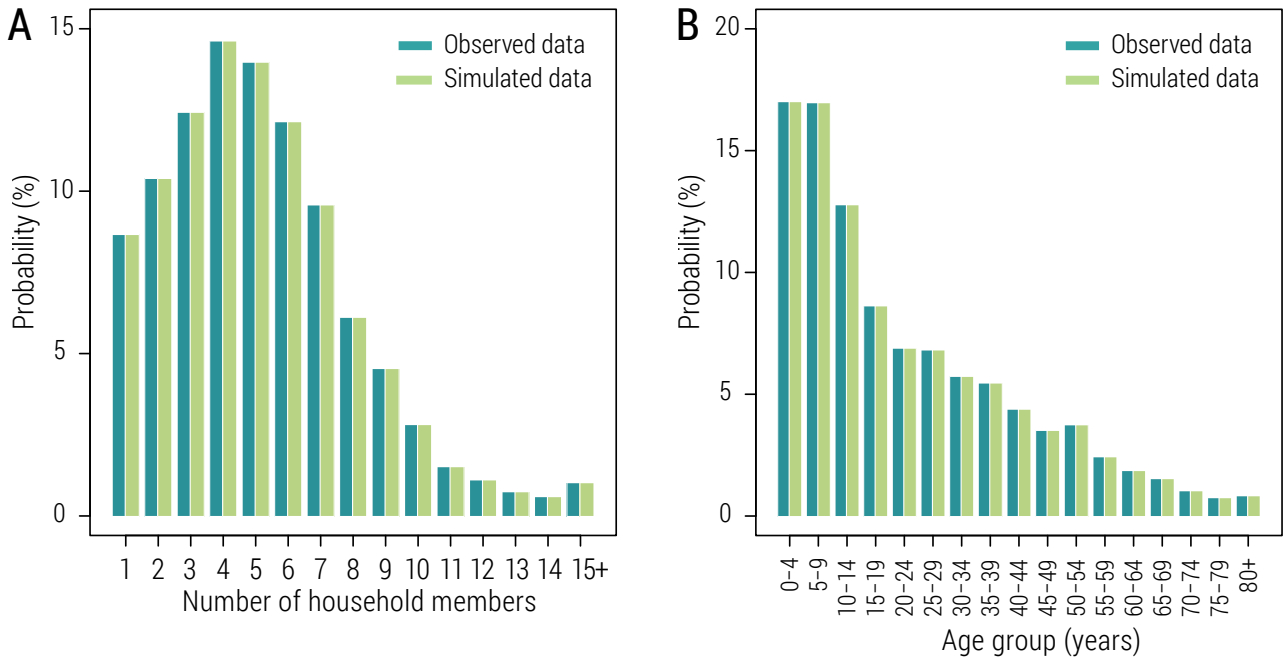 A
Observed data
Simulated data
Probability (%)
15
10
5
0
1 2 3 4 5 6 7 8 9 10 11 12 13 14 15+
Number of household members
B
Observed data
Simulated data
Probability (%)
20
15
10
5
0
0–4 5–9 10–14 15–19 20–24 25–29 30–34 35–39 40–44 45–49 50–54 55–59 60–64 65–69 70–74 75–79 80+
Age group (years)